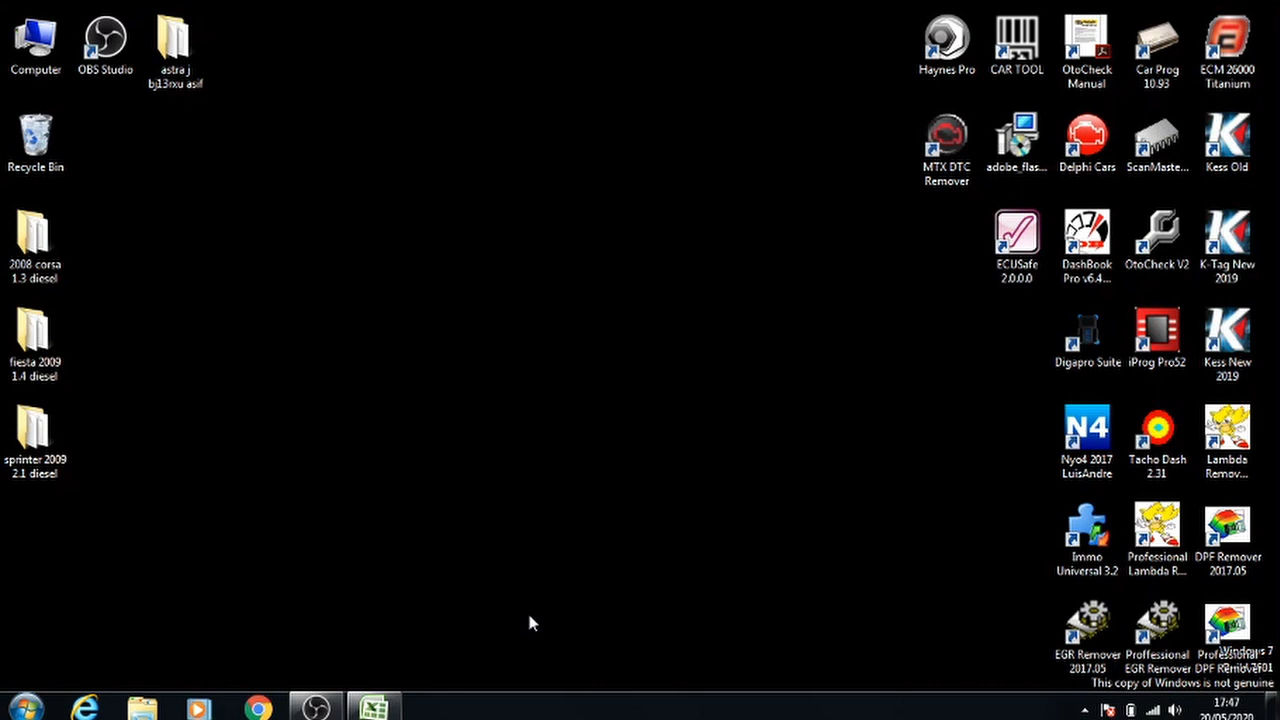 Computer
OBS Studio
astra j
bj13rxu asif
Recycle Bin
2008 corsa
1.3 diesel
fiesta 2009
1.4 diesel
sprinter 2009
2.1 diesel
Haynes Pro
CAR TOOL
OtoCheck
Manual
Car Prog
10.93
ECM 26000
Titanium
MTX DTC
Remover
adobe_flas...
Delphi Cars
ScanMaste...
Kess Old
ECUSafe
2.0.0.0
DashBook
Pro v6.4...
OtoCheck V2
K-Tag New
2019
Digapro Suite
iProg Pro52
Kess New
2019
N4
Nyo4 2017
LuisAndre
Tacho Dash
2.31
Lambda
Remov...
Immo
Universal 3.2
Professional
Lambda R...
DPF Remover
2017.05
EGR Remover
2017.05
Proffessional
EGR Remover
Professional
DPF Remover
Windows 7
This copy of Windows is not genuine
17:47
20/05/2020